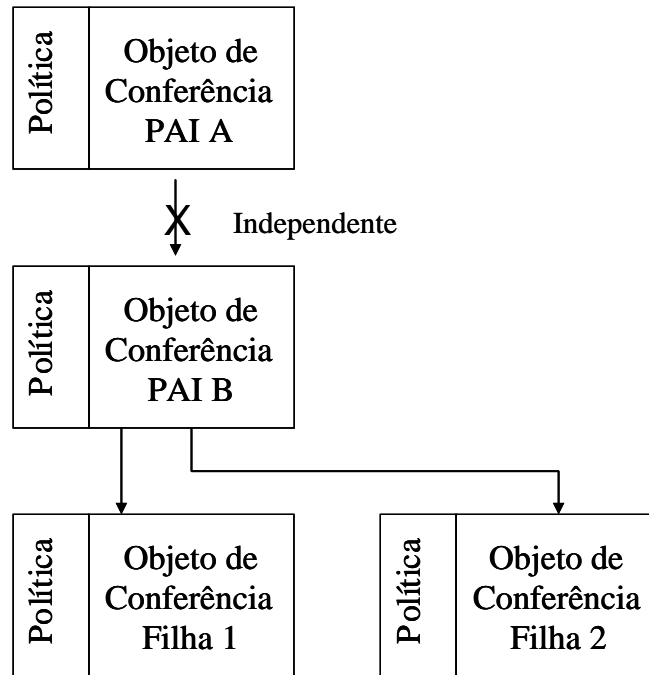 Política
Objeto de
Conferência
PAI A
X
Independente
Política
Objeto de
Conferência
PAI B
Política
Objeto de
Conferência
Filha 1
Política
Objeto de
Conferência
Filha 2